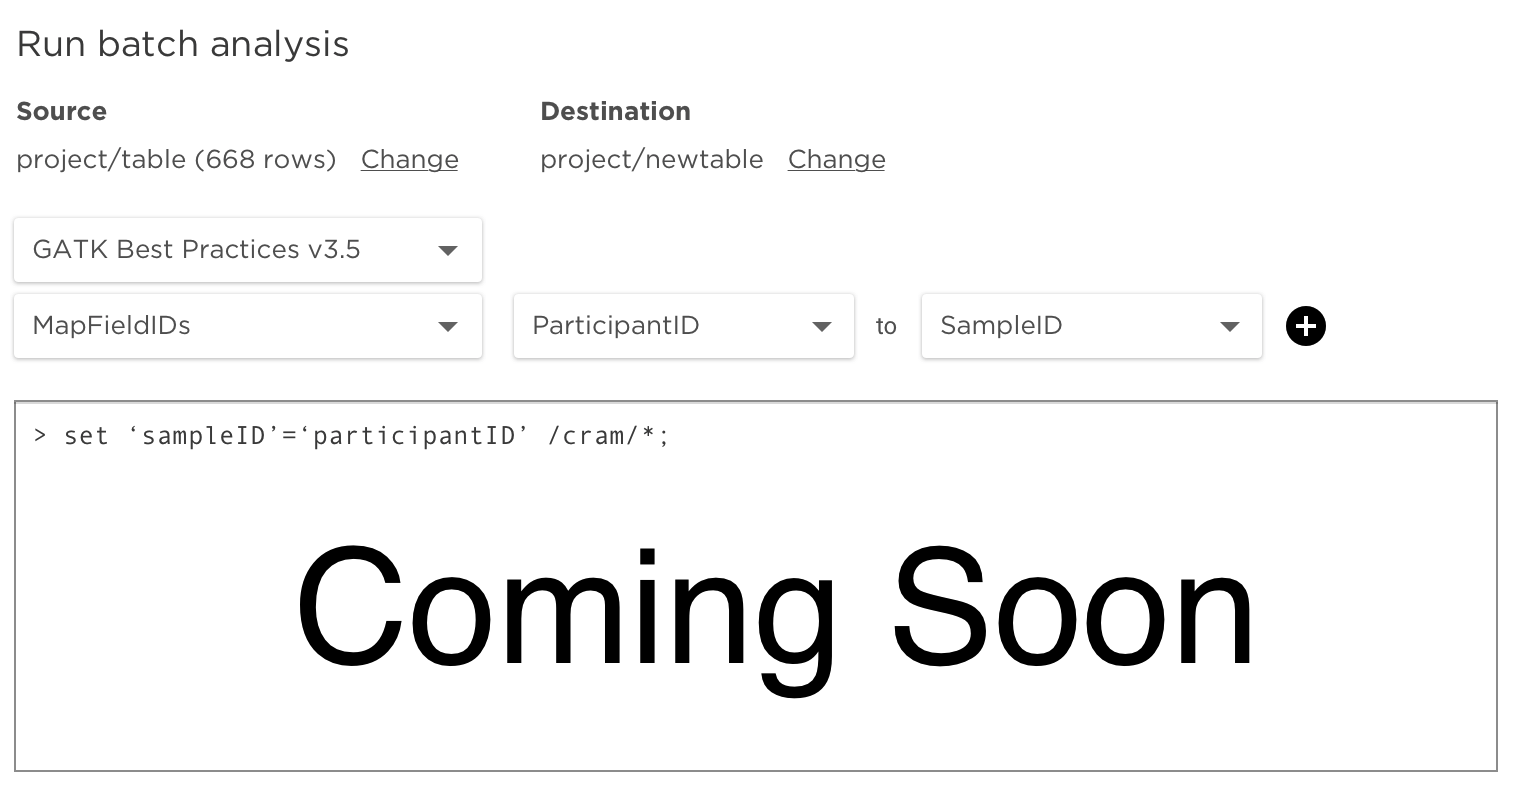 Run batch analysis
Source Destination
project/table (668 rows) Change project/newtable Change
GATK Best Practices v3.5
MapFieldIDs ParticipantID to SampleID
> set ‘sampleID’=‘participantID’ /cram/*;
Coming Soon